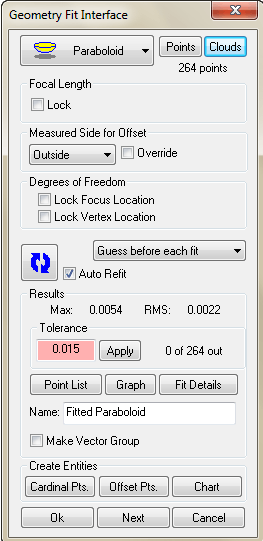 Geometry Fit Interface
Paraboloid
Points
Clouds
264 points
Focal Length
Lock
Measured Side for Offset
Outside
Override
Degrees of Freedom
Lock Focus Location
Lock Vertex Location
Guess before each fit
Auto Refit
Results
Max: 0.0054 RMS: 0.0022
Tolerance
0.015 Apply 0 of 264 out
Point List Graph Fit Details
Name: Fitted Paraboloid
Make Vector Group
Create Entities
Cardinal Pts. Offset Pts. Chart
Ok Next Cancel